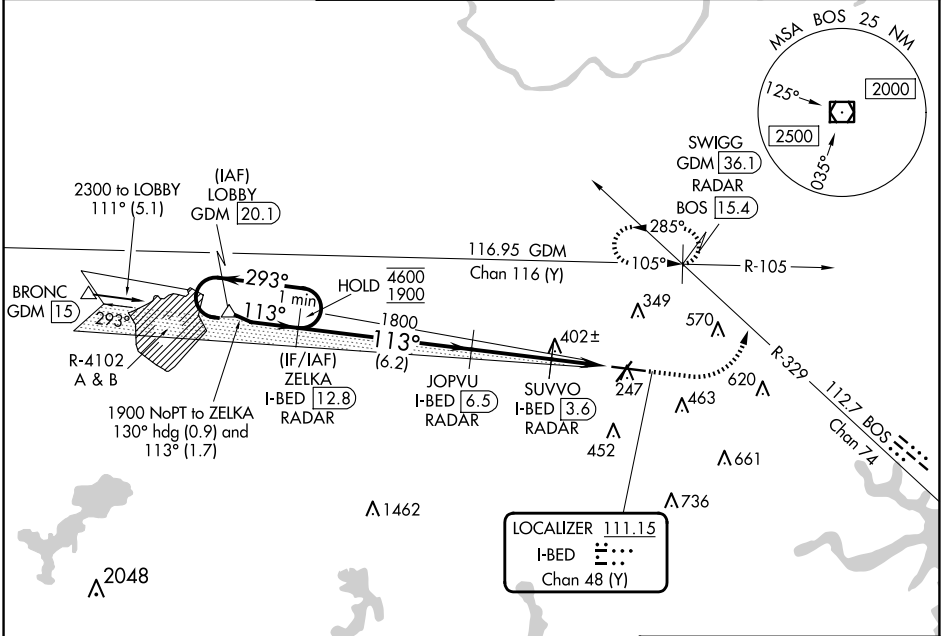 MSA BOS 25 NM
125°
2000
2500
035°
SWIGG
GDM 36.1
RADAR
BOS 15.4
(IAF)
LOBBY
GDM 20.1
2300 to LOBBY
111° (5.1)
285°
105°
116.95 GDM
Chan 116 (Y)
R-105
BRONC
GDM 15
293°
293°
1 min
113°
HOLD
4600
1900
1800
113°
(6.2)
349
570
402±
R-4102
A & B
(IF/IAF)
ZELKA
I-BED 12.8
RADAR
JOPVU
I-BED 6.5
RADAR
SUVVO
I-BED 3.6
RADAR
247
463
620
R-329
112.7 BOS
Chan 74
1900 NoPT to ZELKA
130° hdg (0.9) and
113° (1.7)
452
661
1462
736
LOCALIZER 111.15
I-BED
Chan 48 (Y)
2048